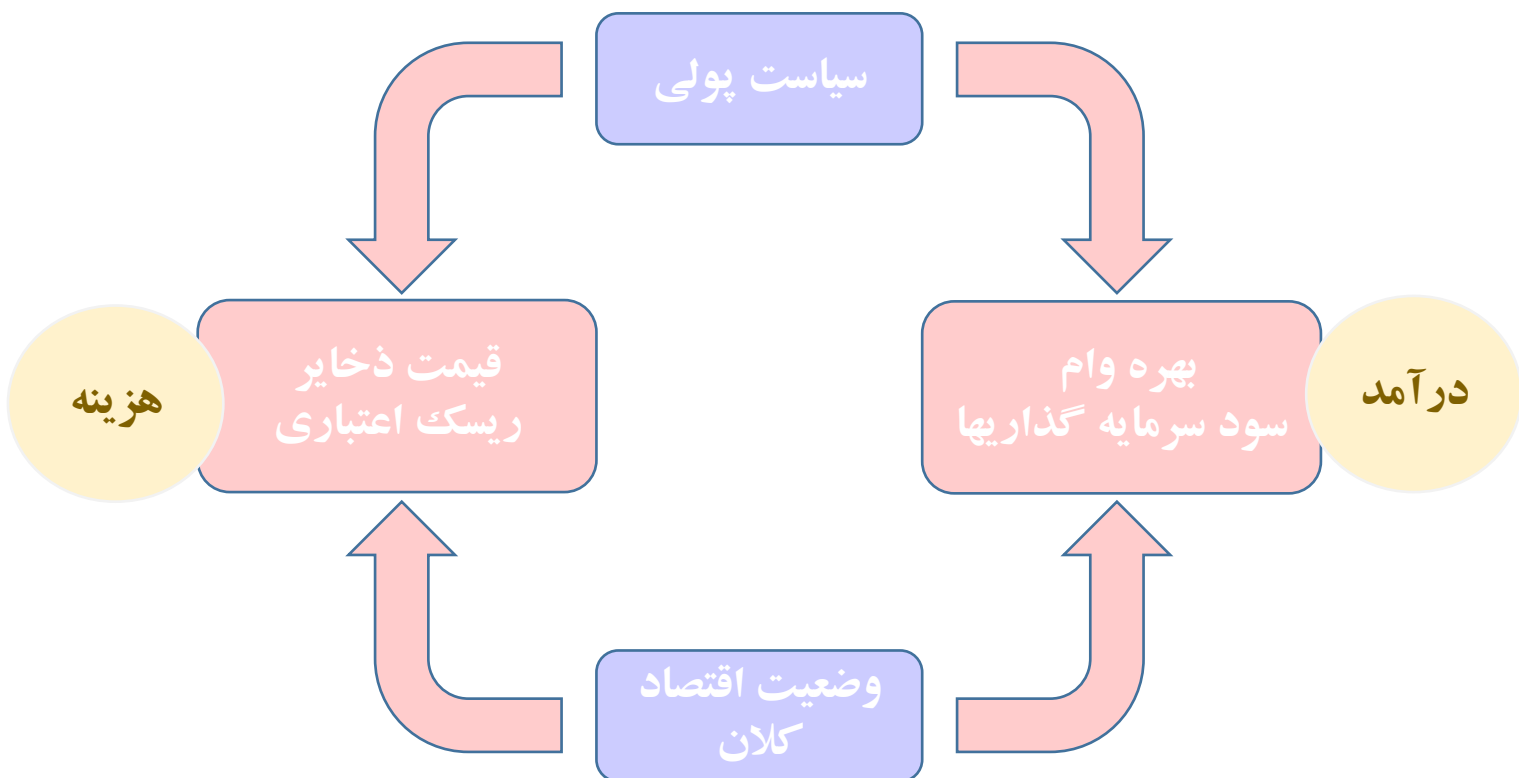 سیاست پولی
بهره وام
سود سرمایه گذاریها
درآمد
قیمت ذخایر
ریسک اعتباری
هزینه
وضعیت اقتصاد
کلان